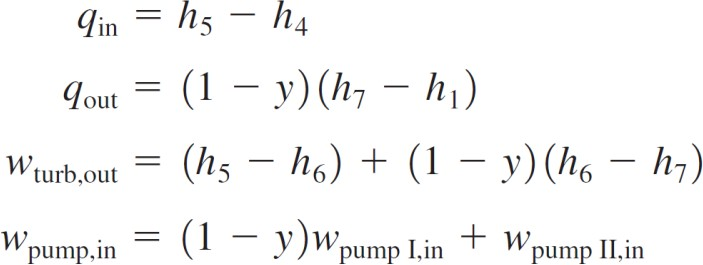 q_in = h_5 − h_4
q_out = (1 − y)(h_7 − h_1)
w_turb,out = (h_5 − h_6) + (1 − y)(h_6 − h_7)
w_pump,in = (1 − y)w_pump I,in + w_pump II,in